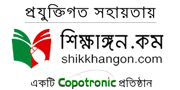 প্রযুক্তিগত সহায়তায়
শিক্ষাঙ্গন.কম
shikkhangon.com
একটি Copotronic প্রতিষ্ঠান